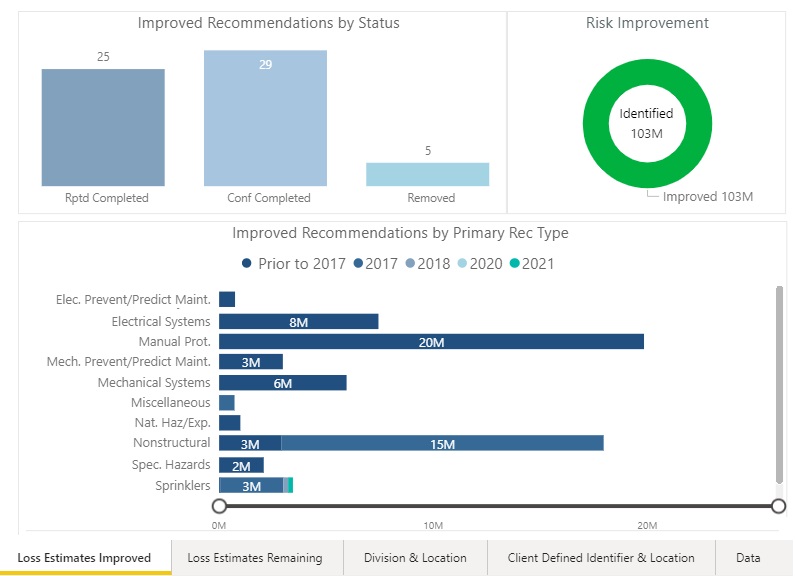 Improved Recommendations by Status
25
29
5
Rptd Completed
Conf Completed
Removed
Risk Improvement
Identified
103M
Improved 103M
Improved Recommendations by Primary Rec Type
Prior to 2017 2017 2018 2020 2021
Elec. Prevent/Predict Maint.
Electrical Systems 8M
Manual Prot. 20M
Mech. Prevent/Predict Maint. 3M
Mechanical Systems 6M
Miscellaneous
Nat. Haz/Exp.
Nonstructural 3M 15M
Spec. Hazards 2M
Sprinklers 3M
0M 10M 20M
Loss Estimates Improved Loss Estimates Remaining Division & Location Client Defined Identifier & Location Data